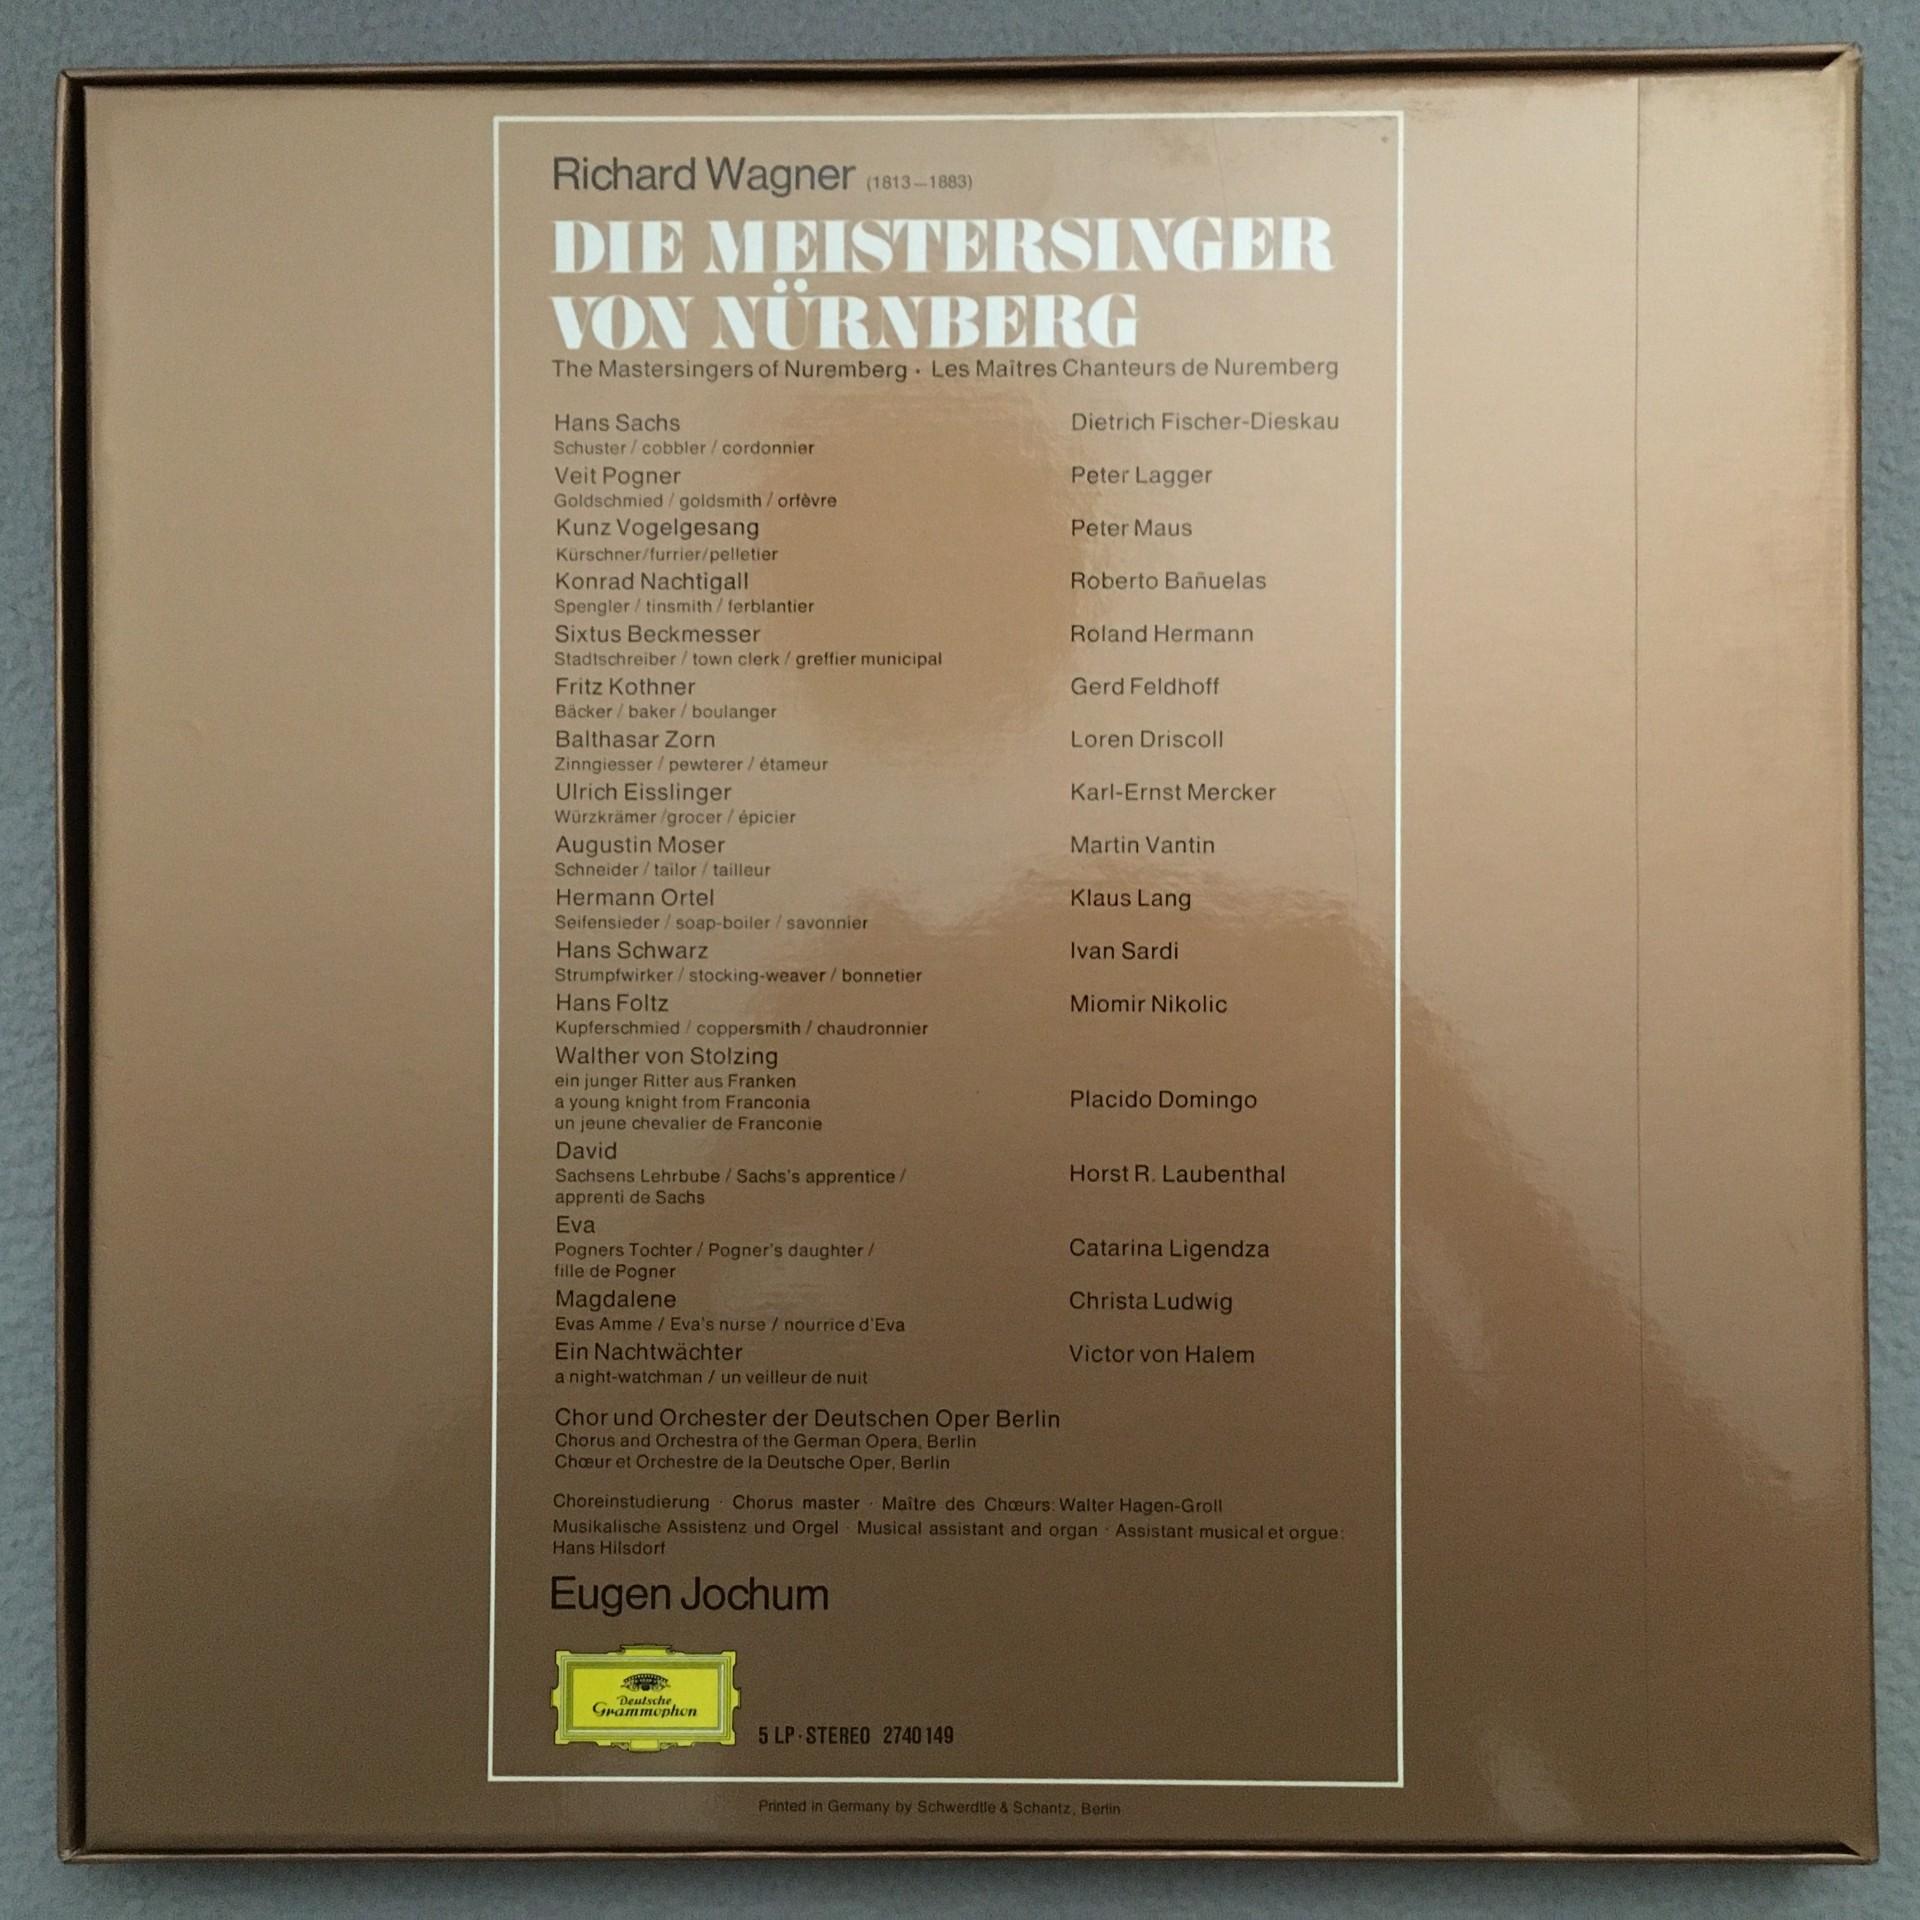 Richard Wagner (1813–1883)
DIE MEISTERSINGER
VON NÜRNBERG
The Mastersingers of Nuremberg · Les Maîtres Chanteurs de Nuremberg
Hans Sachs Dietrich Fischer-Dieskau
Schuster / cobbler / cordonnier
Veit Pogner Peter Lagger
Goldschmied / goldsmith / orfèvre
Kunz Vogelgesang Peter Maus
Kürschner/furrier/pelletier
Konrad Nachtigall Roberto Bañuelas
Spengler / tinsmith / ferblantier
Sixtus Beckmesser Roland Hermann
Stadtschreiber / town clerk / greffier municipal
Fritz Kothner Gerd Feldhoff
Bäcker / baker / boulanger
Balthasar Zorn Loren Driscoll
Zinngiesser / pewterer / étameur
Ulrich Eisslinger Karl-Ernst Mercker
Würzkrämer /grocer / épicier
Augustin Moser Martin Vantin
Schneider / tailor / tailleur
Hermann Ortel Klaus Lang
Seifensieder / soap-boiler / savonnier
Hans Schwarz Ivan Sardi
Strumpfwirker / stocking-weaver / bonnetier
Hans Foltz Miomir Nikolic
Kupferschmied / coppersmith / chaudronnier
Walther von Stolzing
ein junger Ritter aus Franken
a young knight from Franconia Placido Domingo
un jeune chevalier de Franconie
David
Sachsens Lehrbube / Sachs's apprentice / Horst R. Laubenthal
apprenti de Sachs
Eva
Pogners Tochter / Pogner's daughter / Catarina Ligendza
fille de Pogner
Magdalene Christa Ludwig
Evas Amme / Eva's nurse / nourrice d'Eva
Ein Nachtwächter Victor von Halem
a night-watchman / un veilleur de nuit
Chor und Orchester der Deutschen Oper Berlin
Chorus and Orchestra of the German Opera, Berlin
Chœur et Orchestre de la Deutsche Oper, Berlin
Choreinstudierung · Chorus master · Maître des Chœurs: Walter Hagen-Groll
Musikalische Assistenz und Orgel · Musical assistant and organ · Assistant musical et orgue:
Hans Hilsdorf
Eugen Jochum
Deutsche
Grammophon
5 LP · STEREO 2740 149
Printed in Germany by Schwerdtle & Schantz, Berlin